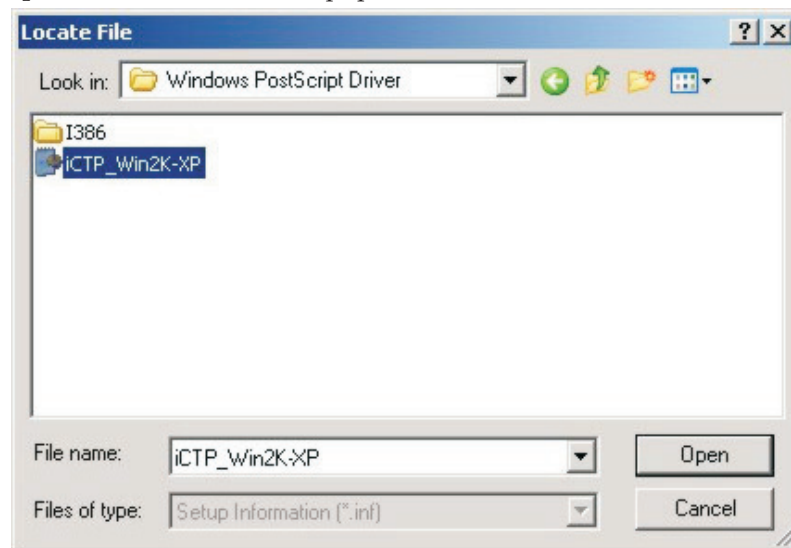 Locate File
Look in: Windows PostScript Driver
I386
iCTP_Win2K-XP
File name: iCTP_Win2K-XP Open
Files of type: Setup Information (*.inf) Cancel